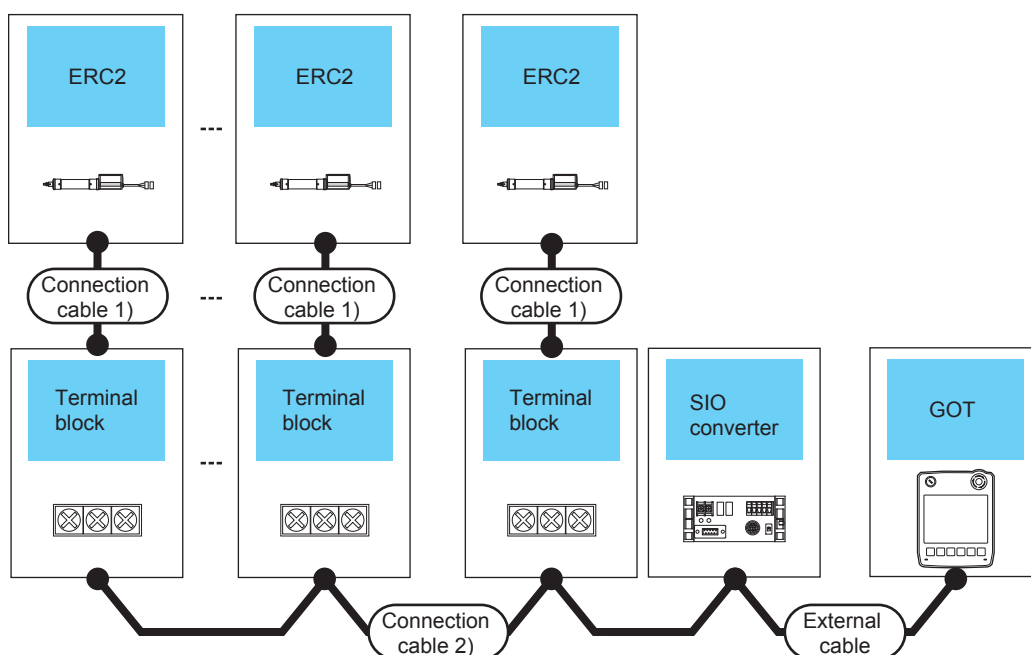 ERC2
ERC2
ERC2
Connection
cable 1)
Connection
cable 1)
Connection
cable 1)
Terminal
block
Terminal
block
Terminal
block
SIO
converter
GOT
Connection
cable 2)
External
cable